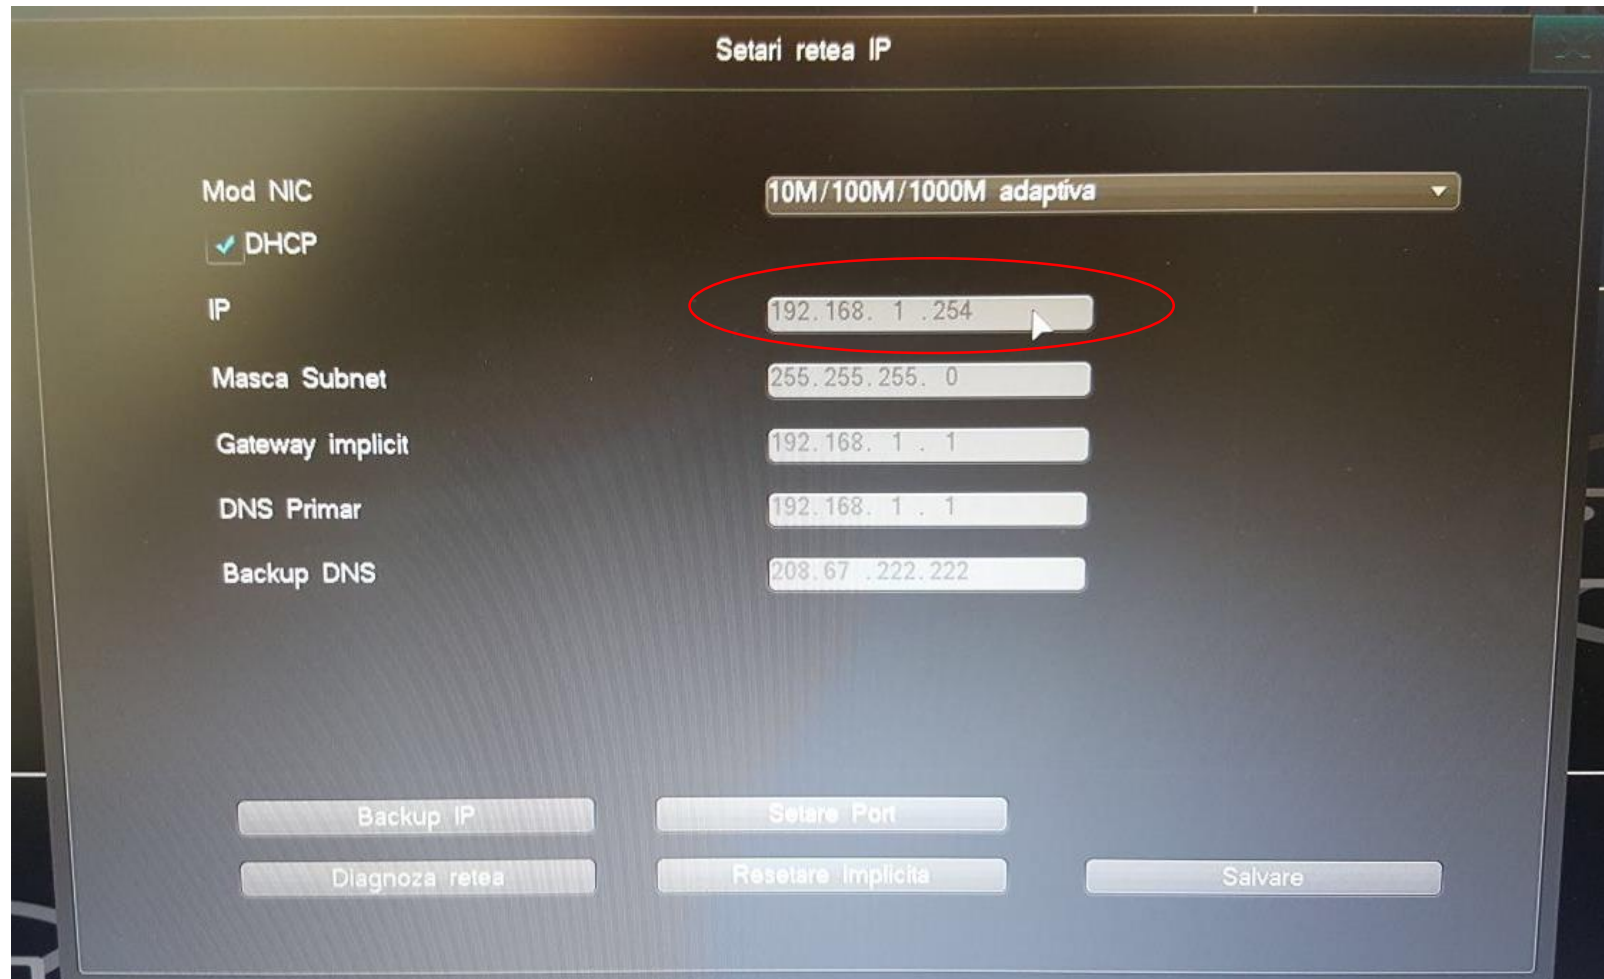 Setari retea IP
Mod NIC 10M/100M/1000M adaptiva
DHCP
IP 192.168. 1 .254
Masca Subnet 255.255.255. 0
Gateway implicit 192.168. 1 . 1
DNS Primar 192.168. 1 . 1
Backup DNS 208.67 .222.222
Backup IP Setare Port
Diagnoza retea Resetare Implicita Salvare